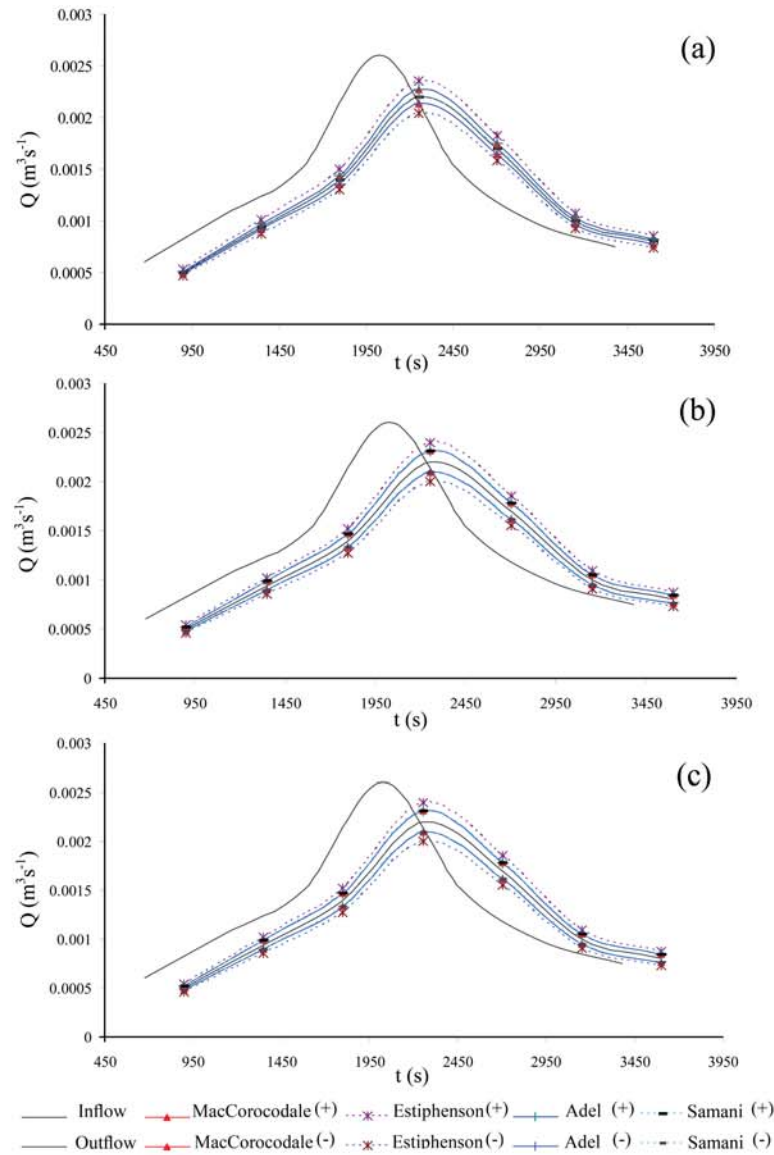 (a)
Q (m³s⁻¹)
0.003
0.0025
0.002
0.0015
0.001
0.0005
0
450 950 1450 1950 2450 2950 3450 3950
t (s)
(b)
Q (m³s⁻¹)
0.003
0.0025
0.002
0.0015
0.001
0.0005
0
450 950 1450 1950 2450 2950 3450 3950
t (s)
(c)
Q (m³s⁻¹)
0.003
0.0025
0.002
0.0015
0.001
0.0005
0
450 950 1450 1950 2450 2950 3450 3950
t (s)
Inflow MacCorocodale (+) Estiphenson (+) Adel (+) Samani (+)
Outflow MacCorocodale (-) Estiphenson (-) Adel (-) Samani (-)